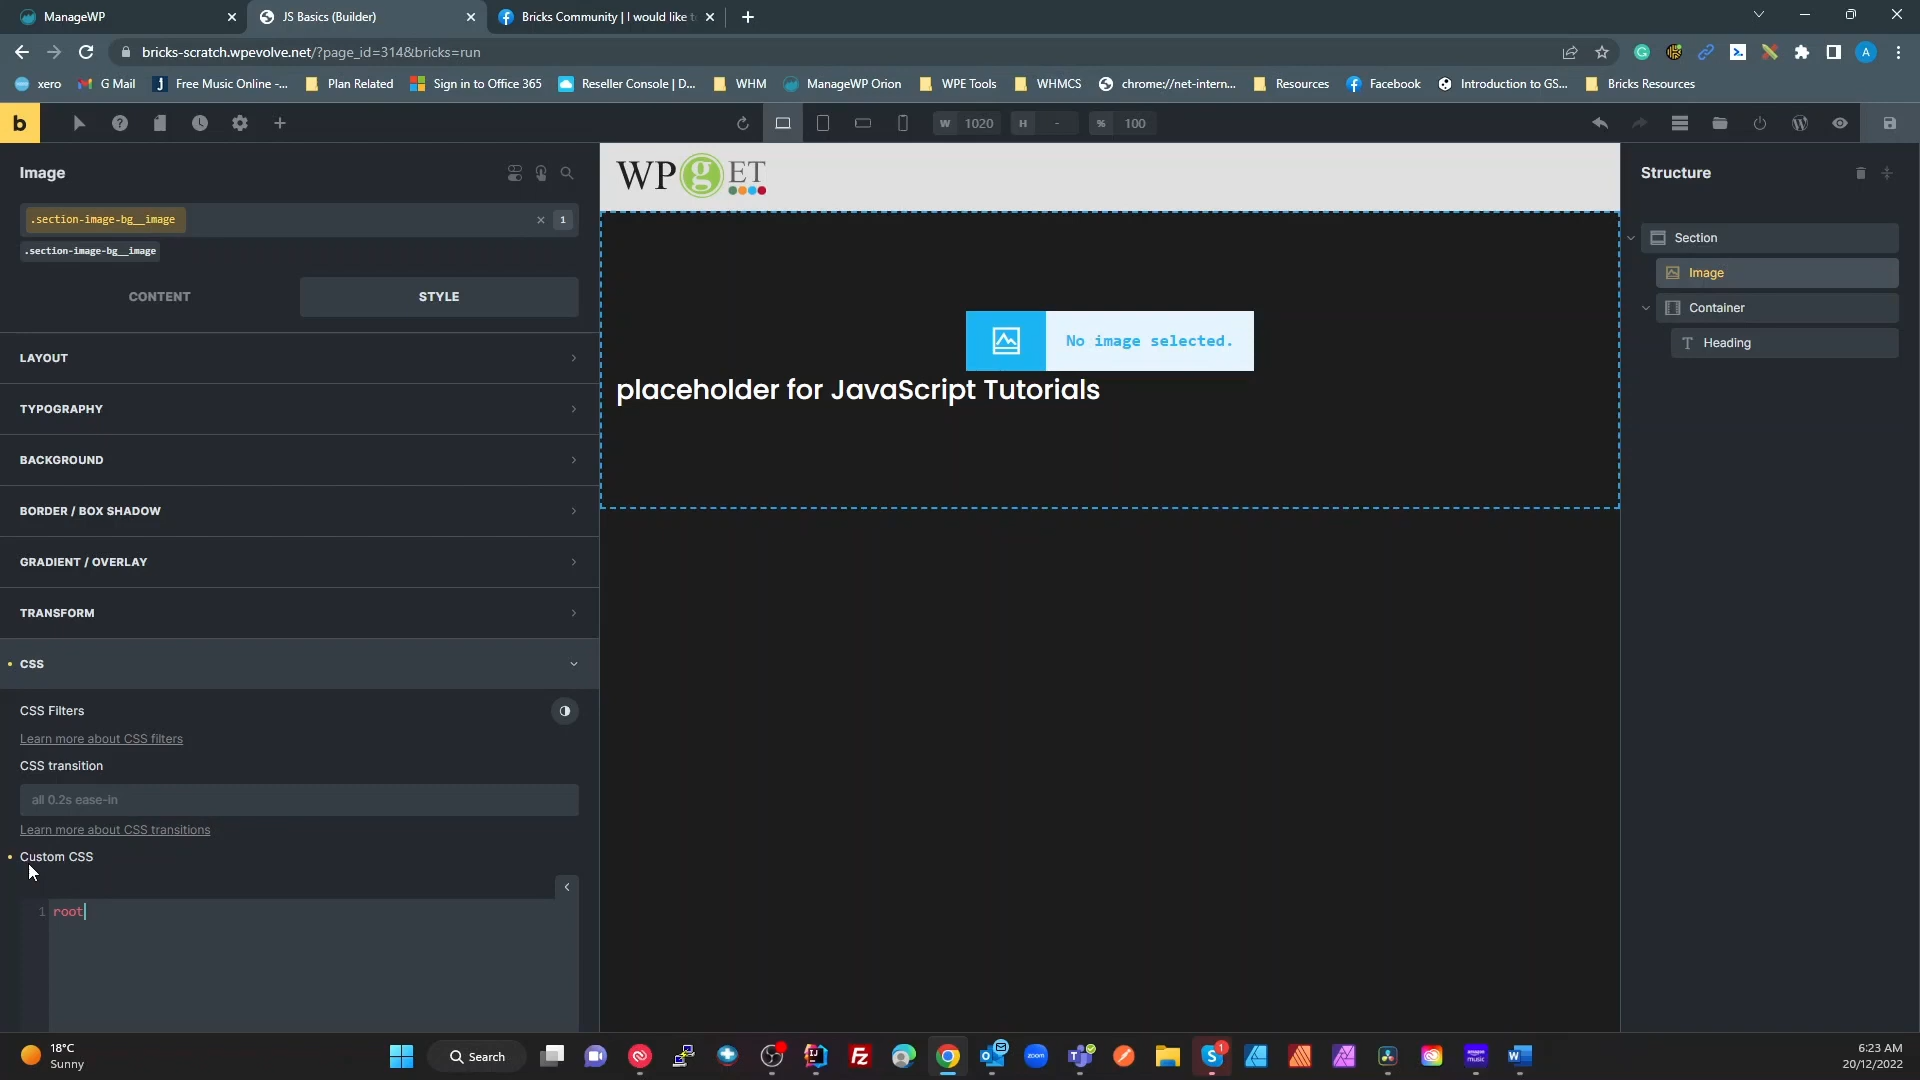 ManageWP
JS Basics (Builder)
Bricks Community | I would like t
bricks-scratch.wpevolve.net/?page_id=314&bricks=run
A
xero
G Mail
Free Music Online -...
Plan Related
Sign in to Office 365
Reseller Console | D...
WHM
ManageWP Orion
WPE Tools
WHMCS
chrome://net-intern...
Resources
Facebook
Introduction to GS...
Bricks Resources
b
W 1020
H -
% 100
Image
.section-image-bg__image
1
.section-image-bg__image
CONTENT
STYLE
LAYOUT
TYPOGRAPHY
BACKGROUND
BORDER / BOX SHADOW
GRADIENT / OVERLAY
TRANSFORM
CSS
CSS Filters
Learn more about CSS filters
CSS transition
all 0.2s ease-in
Learn more about CSS transitions
Custom CSS
1 root
WP gET
No image selected.
placeholder for JavaScript Tutorials
Structure
Section
Image
Container
Heading
18°C
Sunny
Search
zoom
1
6:23 AM
20/12/2022